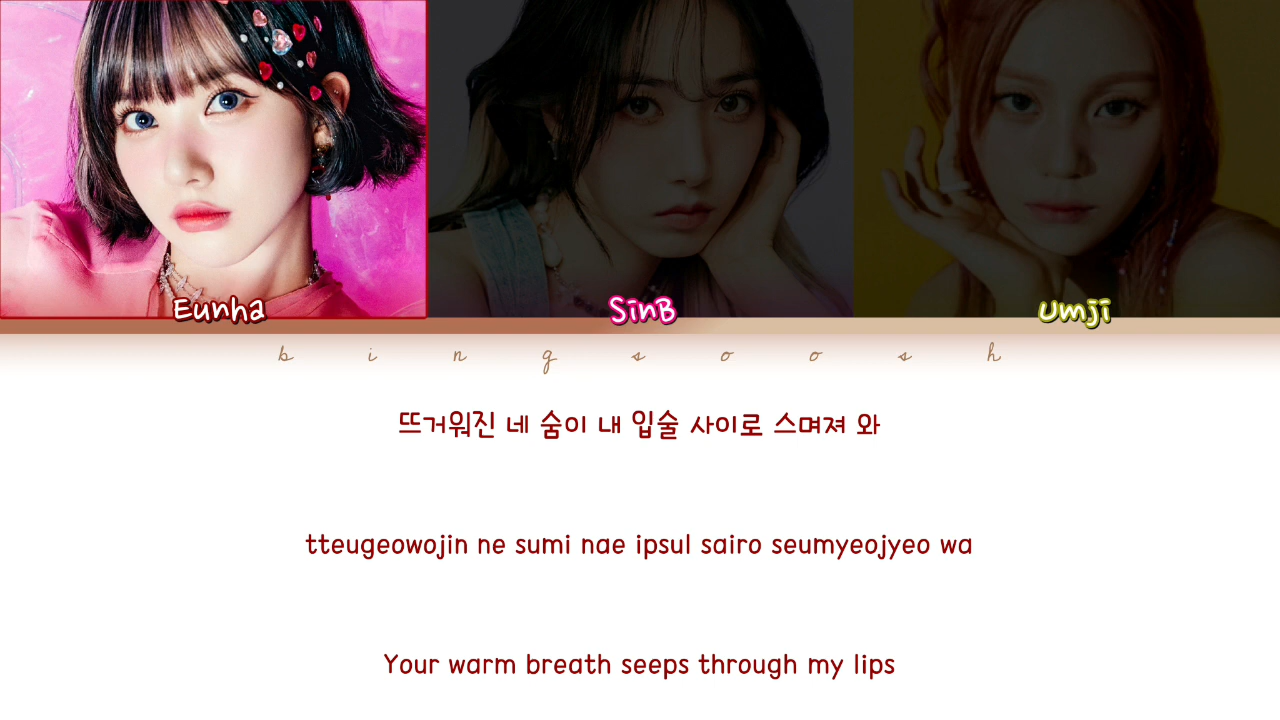 Eunha SinB Umji
bingsoosh
뜨거워진 네 숨이 내 입술 사이로 스며져 와
tteugeowojin ne sumi nae ipsul sairo seumyeojyeo wa
Your warm breath seeps through my lips